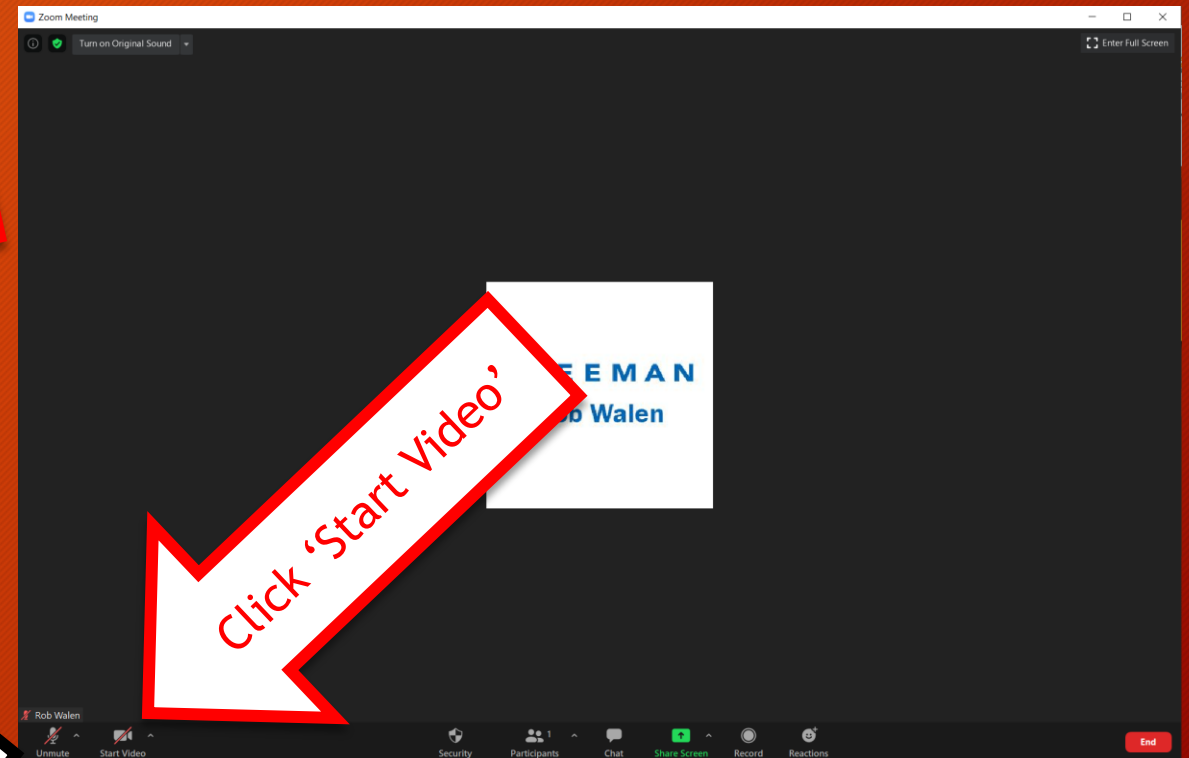 Zoom Meeting
Turn on Original Sound
Enter Full Screen
EEMAN
Walen
Click ‘Start Video’
Rob Walen
Unmute
Start Video
Security
Participants
1
Chat
Share Screen
Record
Reactions
End